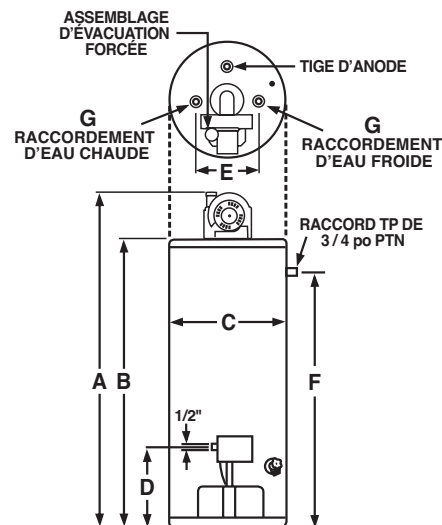 ASSEMBLAGE
D'ÉVACUATION
FORCÉE
TIGE D'ANODE
G
RACCORDEMENT
D'EAU CHAUDE
G
RACCORDEMENT
D'EAU FROIDE
E
RACCORD TP DE
3 / 4 po PTN
C
A
B
F
1/2"
D